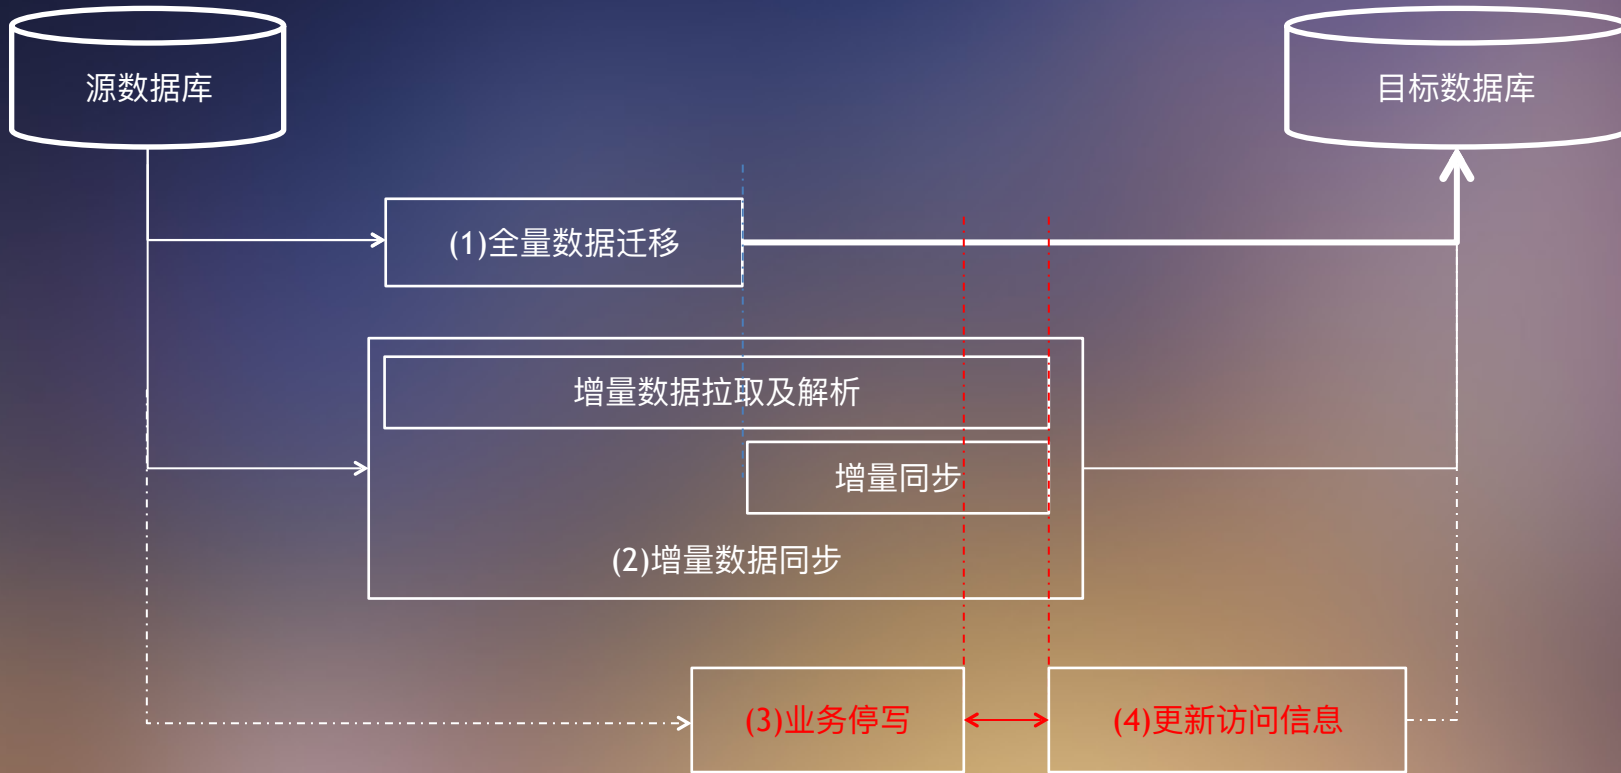 源数据库
目标数据库
(1)全量数据迁移
增量数据拉取及解析
增量同步
(2)增量数据同步
(3)业务停写
(4)更新访问信息